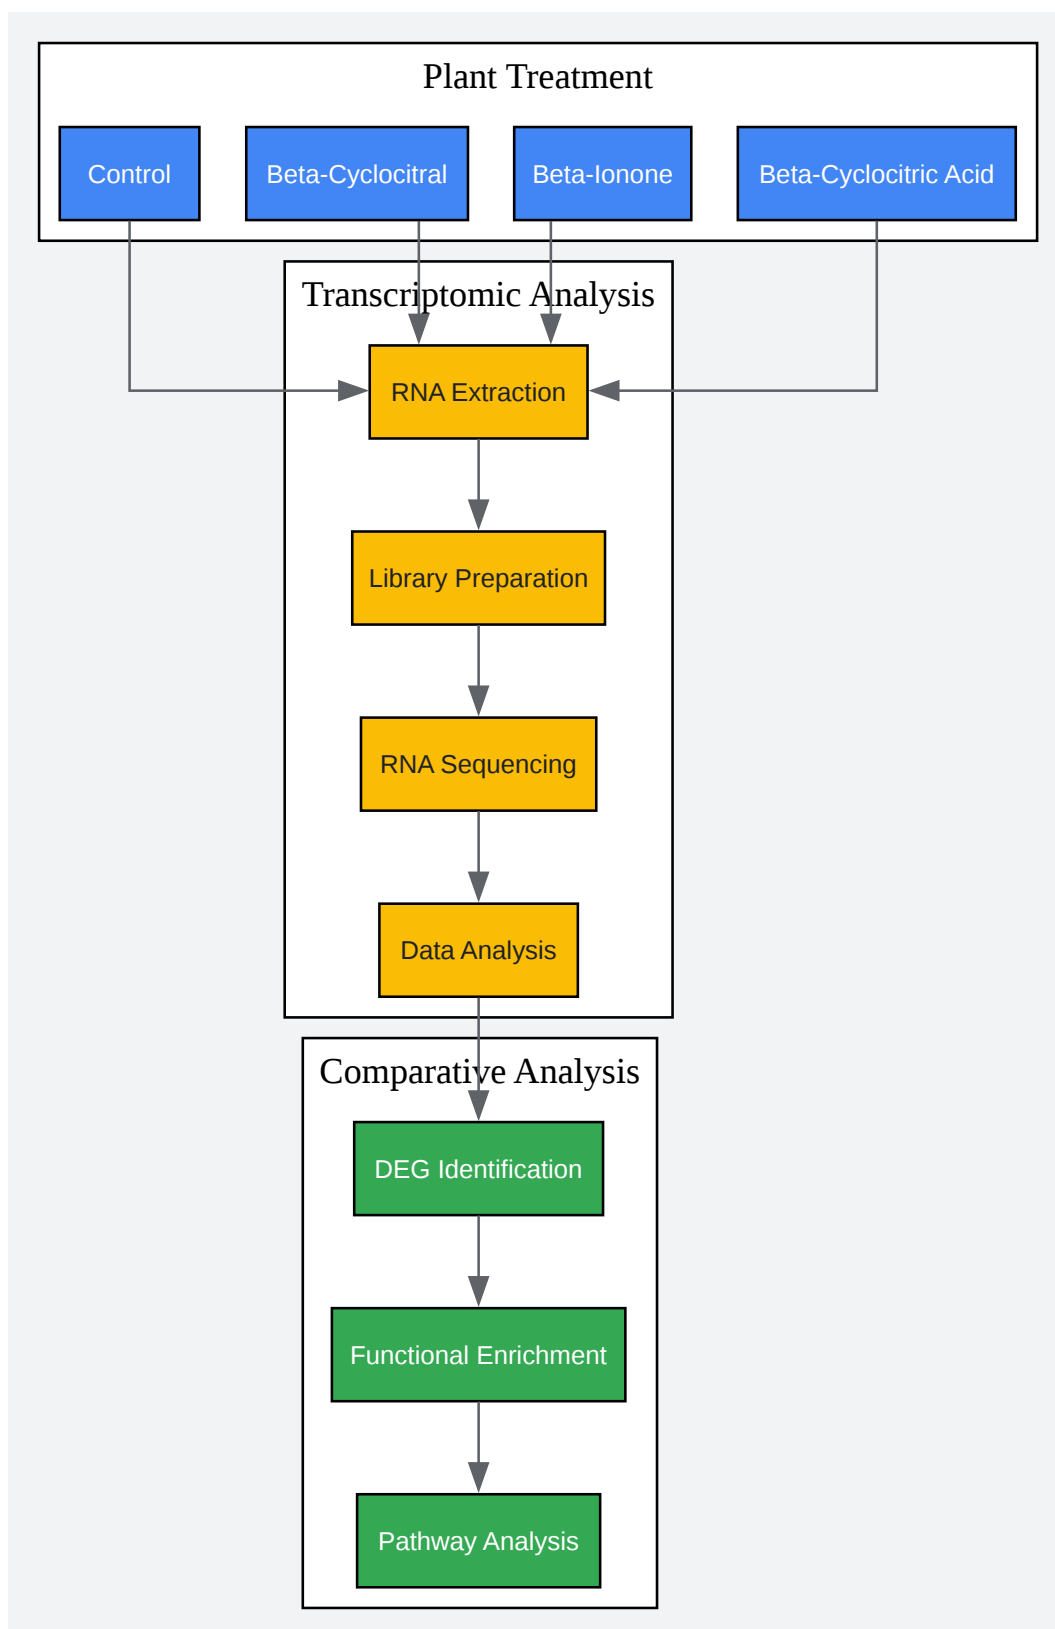 Plant Treatment
Control
Beta-Cyclocitral
Beta-Ionone
Beta-Cyclocitric Acid
Transcriptomic Analysis
RNA Extraction
Library Preparation
RNA Sequencing
Data Analysis
Comparative Analysis
DEG Identification
Functional Enrichment
Pathway Analysis